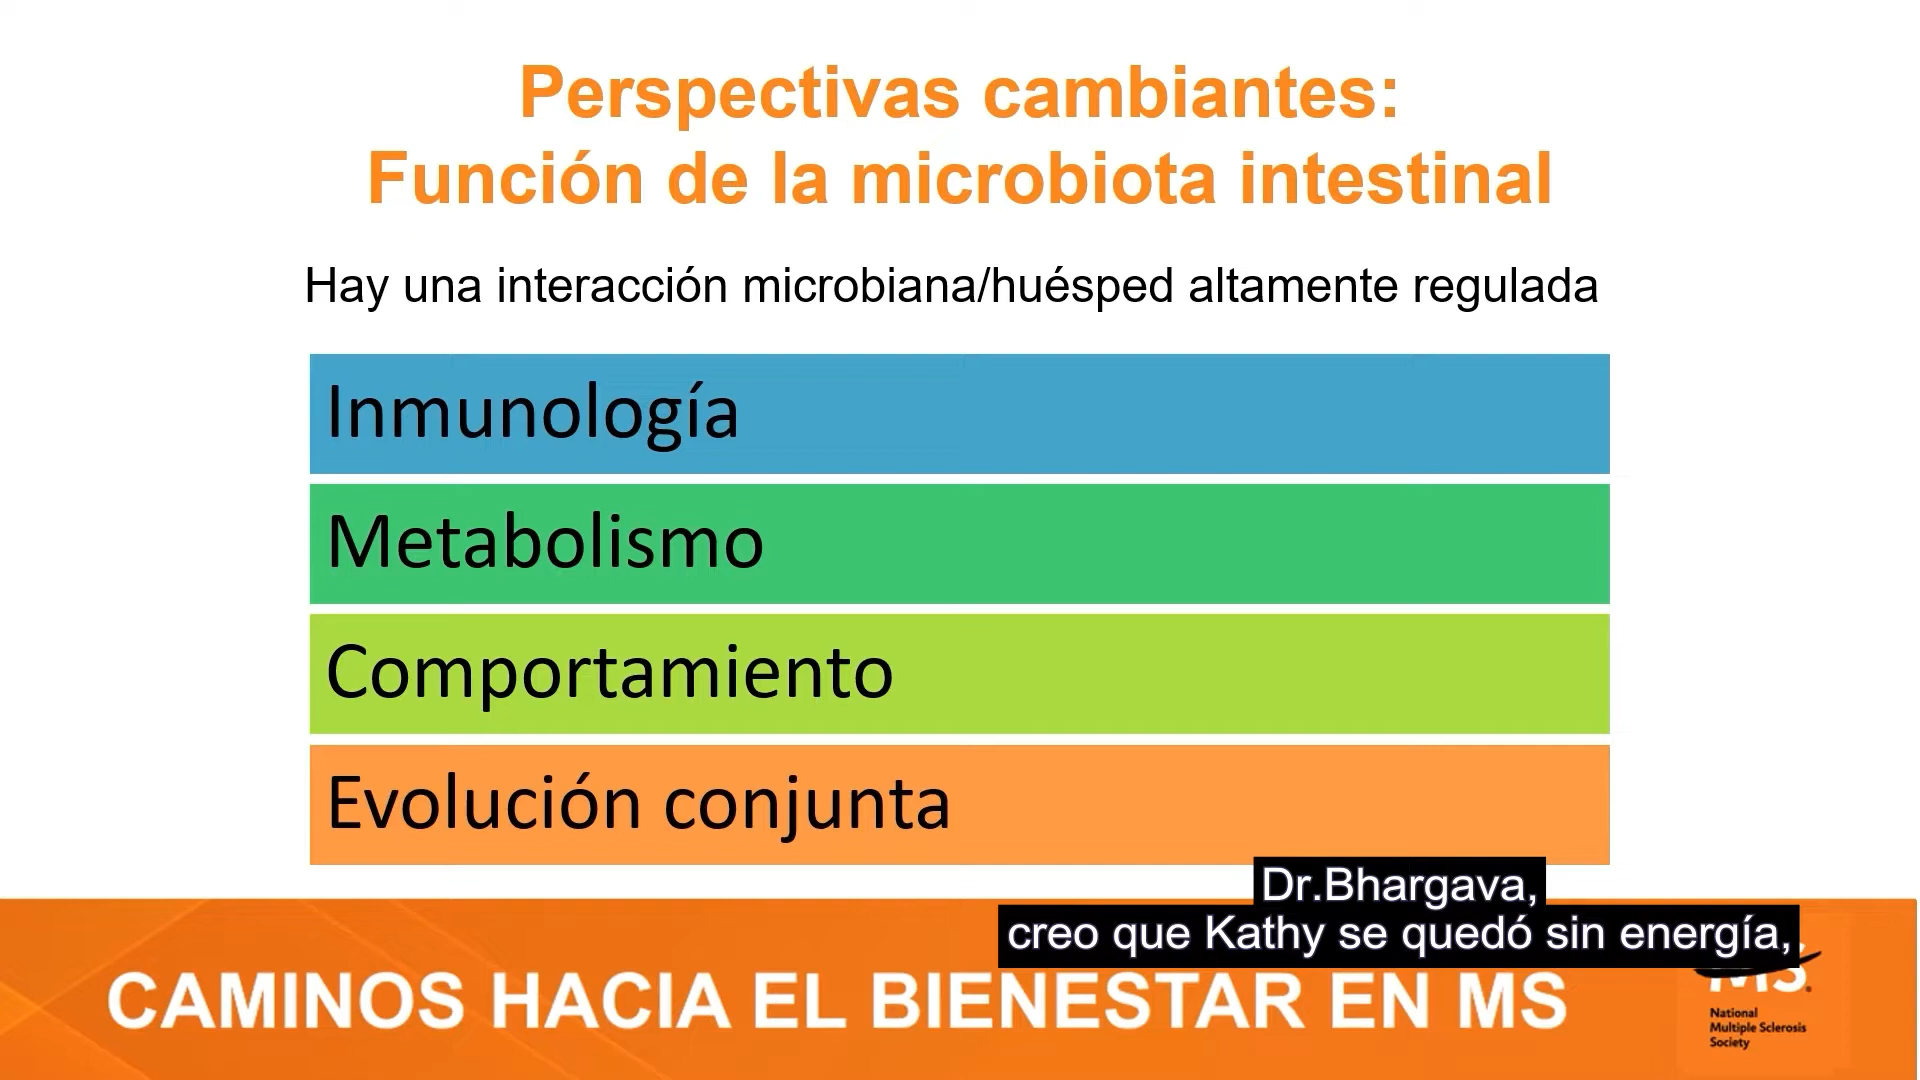 Perspectivas cambiantes:
Función de la microbiota intestinal
Hay una interacción microbiana/huésped altamente regulada
Inmunología
Metabolismo
Comportamiento
Evolución conjunta
Dr.Bhargava,
creo que Kathy se quedó sin energía,
CAMINOS HACIA EL BIENESTAR EN MS
MS
National
Multiple Sclerosis
Society